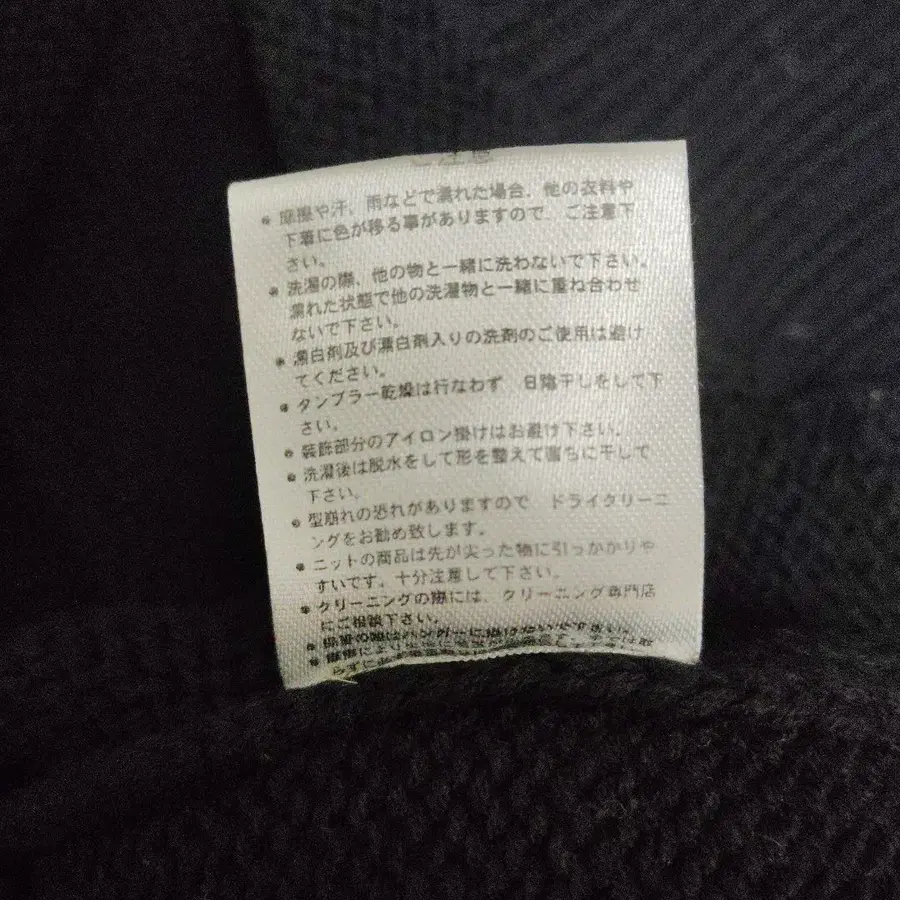 ご注意
● 摩擦や汗、雨などで濡れた場合、他の衣料や
下着に色が移る事がありますので、ご注意下
さい。
● 洗濯の際、他の物と一緒に洗わないで下さい。
濡れた状態で他の洗濯物と一緒に重ね合わせ
ないで下さい。
● 漂白剤及び漂白剤入りの洗剤のご使用は避け
てください。
● タンブラー乾燥は行なわず 日陰干しをして下
さい。
● 装飾部分のアイロン掛けはお避け下さい。
● 洗濯後は脱水をして形を整えて直ちに干して
下さい。
● 型崩れの恐れがありますので ドライクリーニ
ングをお勧め致します。
● ニットの商品は先が尖った物に引っかかりや
すいです。十分注意して下さい。
● クリーニングの際には、クリーニング専門店
にご相談下さい。